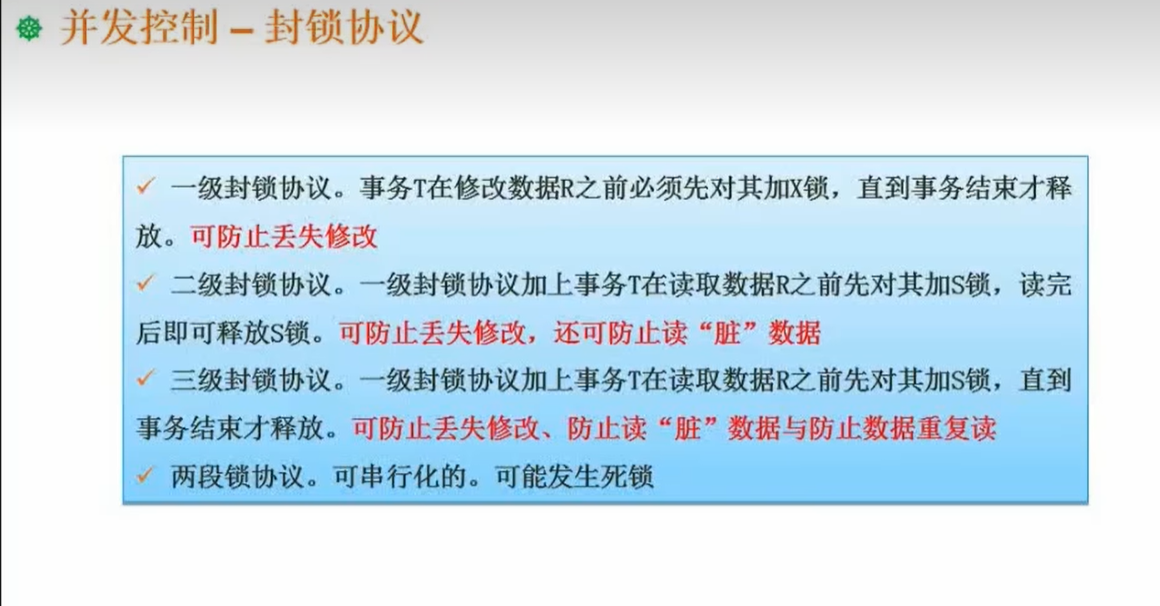 并发控制 – 封锁协议
✓ 一级封锁协议。事务T在修改数据R之前必须先对其加X锁，直到事务结束才释
放。可防止丢失修改
✓ 二级封锁协议。一级封锁协议加上事务T在读取数据R之前先对其加S锁，读完
后即可释放S锁。可防止丢失修改，还可防止读“脏”数据
✓ 三级封锁协议。一级封锁协议加上事务T在读取数据R之前先对其加S锁，直到
事务结束才释放。可防止丢失修改、防止读“脏”数据与防止数据重复读
✓ 两段锁协议。可串行化的。可能发生死锁